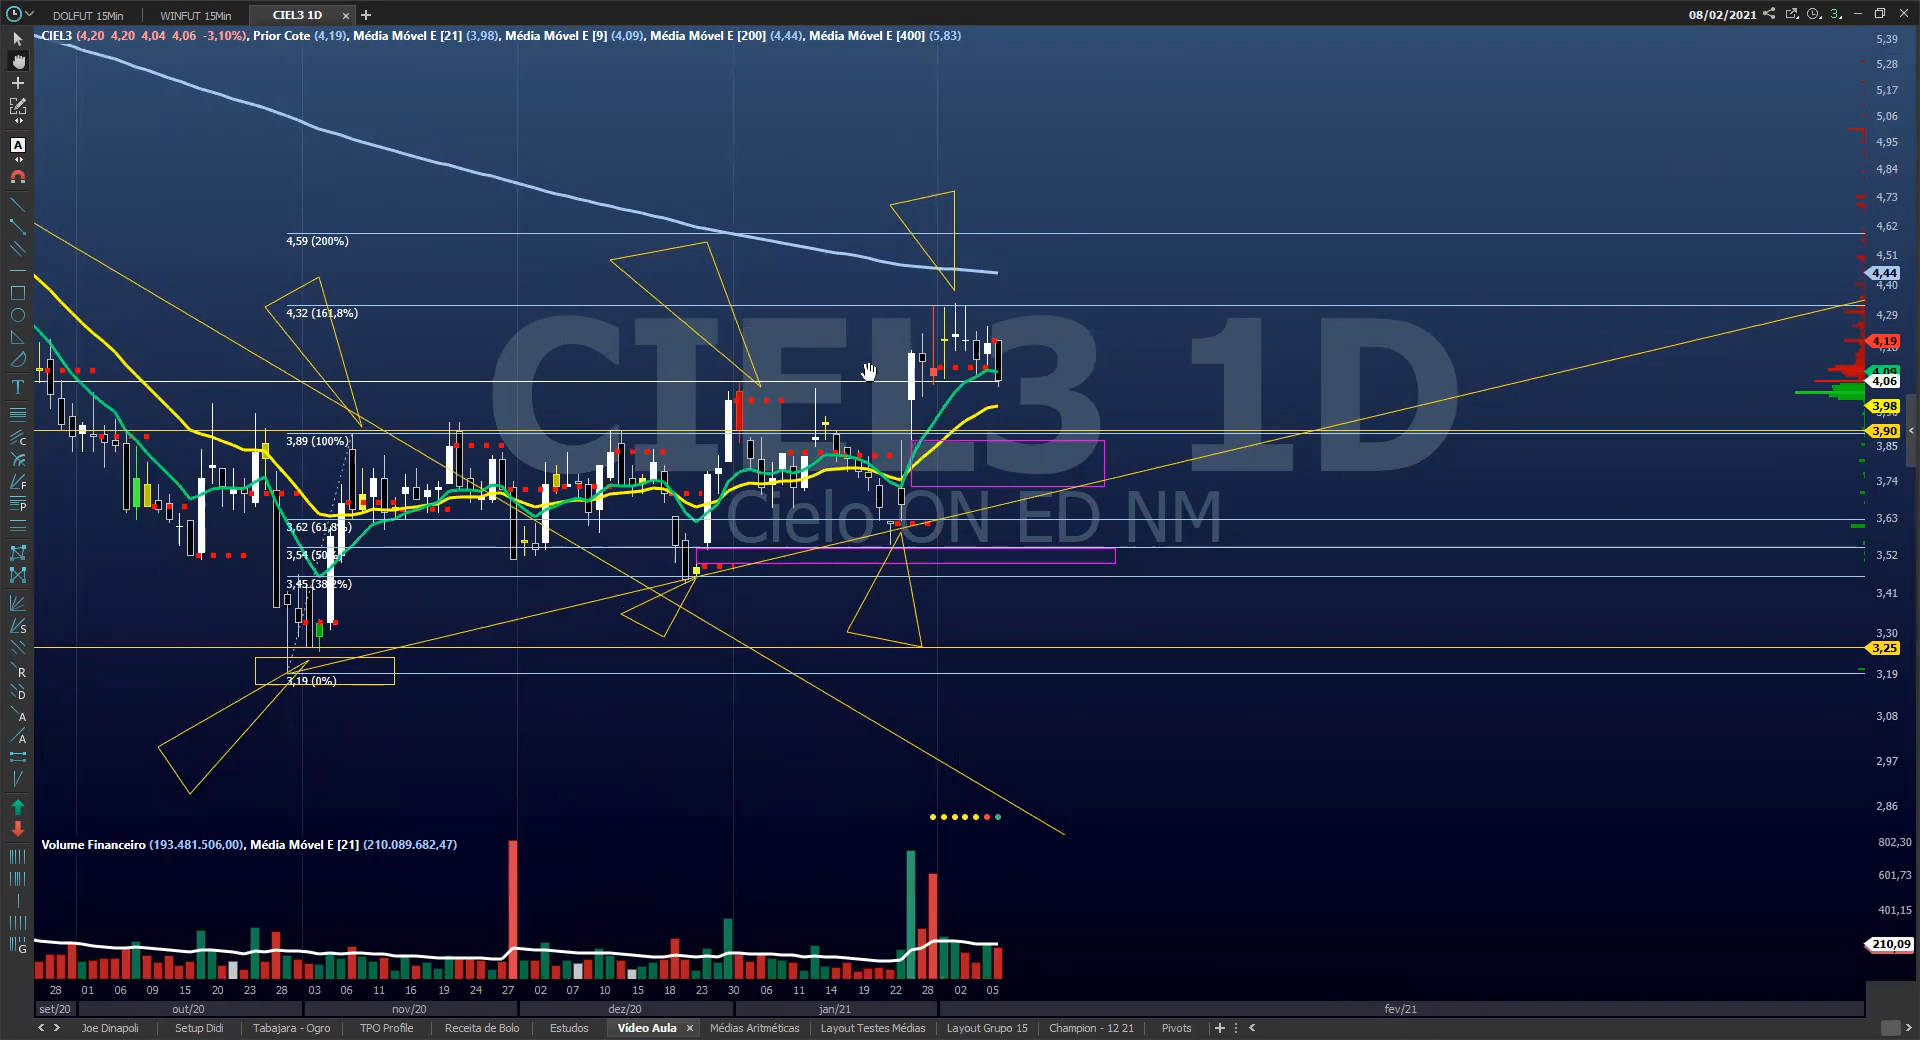 DOLFUT 15Min
WINFUT 15Min
CIEL3 1D
08/02/2021
3
CIEL3 (4,20 4,20 4,04 4,06 -3,10%), Prior Cote (4,19), Média Móvel E [21] (3,98), Média Móvel E [9] (4,09), Média Móvel E [200] (4,44), Média Móvel E [400] (5,83)
CIEL3 1D
Cielo ON ED NM
4,59 (200%)
4,32 (161,8%)
3,89 (100%)
3,62 (61,8%)
3,54 (50%)
3,45 (38,2%)
3,19 (0%)
5,39
5,28
5,17
5,06
4,95
4,84
4,73
4,62
4,51
4,44
4,40
4,29
4,19
4,09
4,06
3,98
3,90
3,85
3,74
3,63
3,52
3,41
3,30
3,25
3,19
3,08
2,97
2,86
Volume Financeiro (193.481.506,00), Média Móvel E [21] (210.089.682,47)
802,30
601,73
401,15
210,09
28 01 06 09 15 20 23 28 03 06 11 16 19 24 27 02 07 10 15 18 23 30 06 11 14 19 22 28 02 05
set/20 out/20 nov/20 dez/20 jan/21 fev/21
Joe Dinapoli
Setup Didi
Tabajara - Ogro
TPO Profile
Receita de Bolo
Estudos
Vídeo Aula
Médias Aritméticas
Layout Testes Médias
Layout Grupo 15
Champion - 12 21
Pivots